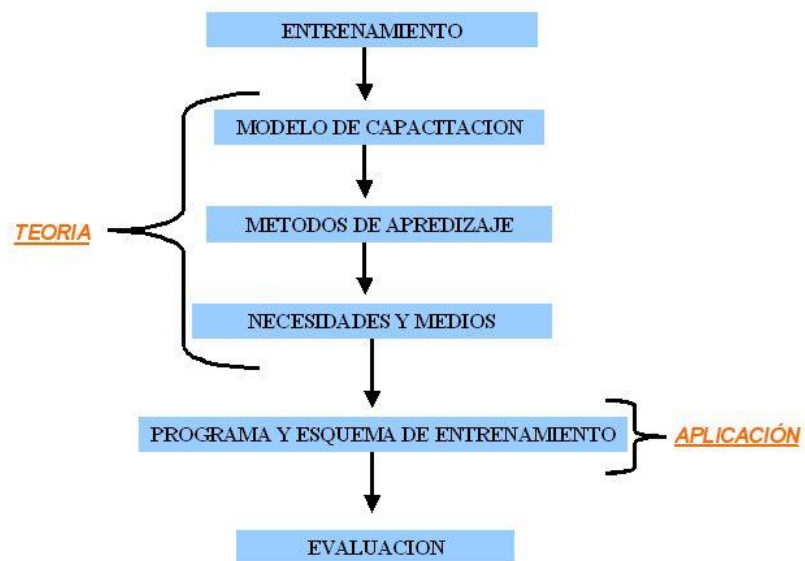 ENTRENAMIENTO
MODELO DE CAPACITACION
TEORIA
METODOS DE APREDIZAJE
NECESIDADES Y MEDIOS
PROGRAMA Y ESQUEMA DE ENTRENAMIENTO
APLICACIÓN
EVALUACION